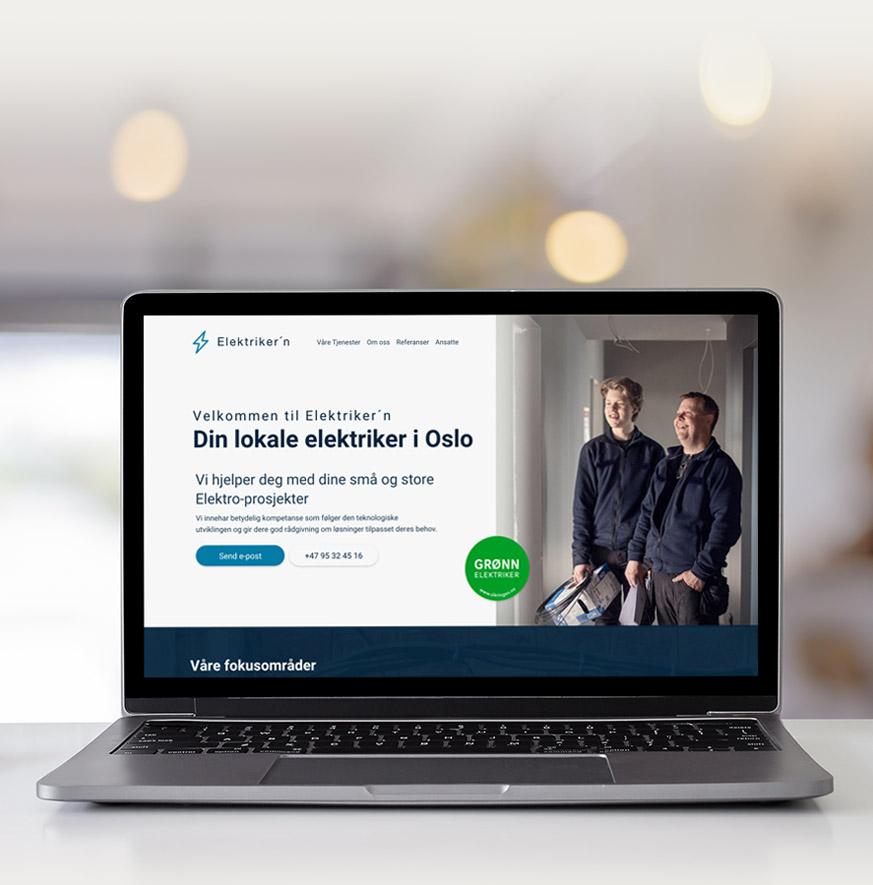 Elektriker´n
Våre Tjenester Om oss Referanser Ansatte
Velkommen til Elektriker´n
Din lokale elektriker i Oslo
Vi hjelper deg med dine små og store
Elektro-prosjekter
Vi innehar betydelig kompetanse som følger den teknologiske
utviklingen og gir dere god rådgivning om løsninger tilpasset deres behov.
Send e-post +47 95 32 45 16
GRØNN
ELEKTRIKER
Våre fokusområder